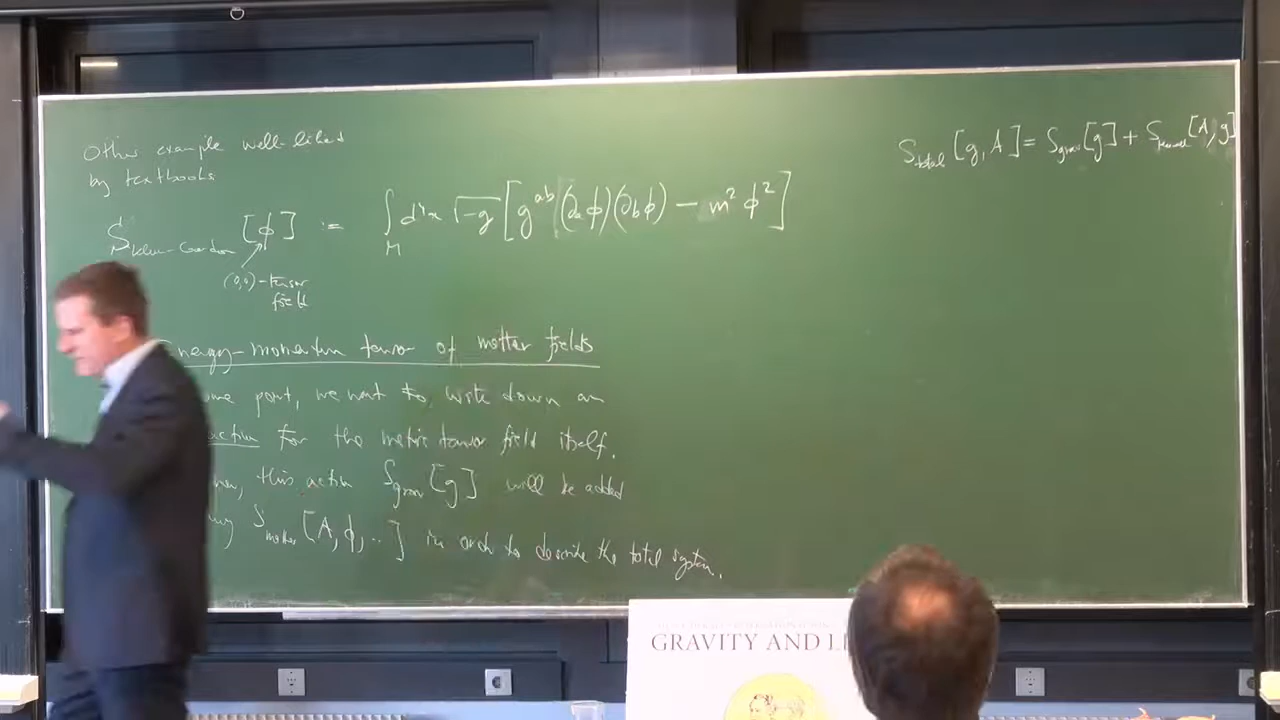 Other example well-liked
by textbooks
S_Klein-Gordon [ϕ] := ∫_M d⁴x √-g [g^{ab} (∂_a ϕ)(∂_b ϕ) − m² ϕ²]
(0,0)-tensor
field
S_total [g, A] = S_grav [g] + S_Maxwell [A, g]
Energy-momentum tensor of matter fields
point, we want to write down an
action for the metric tensor field itself.
this action S_grav [g] will be added
S_matter [A, ϕ, ..] in order to describe the total system.
GRAVITY AND LI